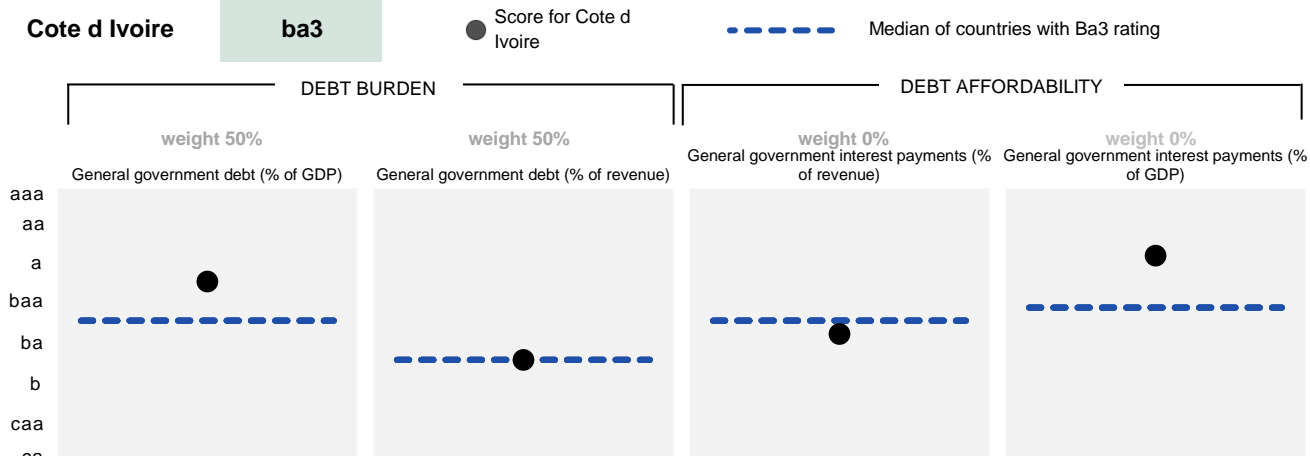 Cote d Ivoire
ba3
Score for Cote d
Ivoire
Median of countries with Ba3 rating
DEBT BURDEN
DEBT AFFORDABILITY
weight 50%
weight 50%
weight 0%
weight 0%
General government debt (% of GDP)
General government debt (% of revenue)
General government interest payments (%
of revenue)
General government interest payments (%
of GDP)
aaa
aa
a
baa
ba
b
caa